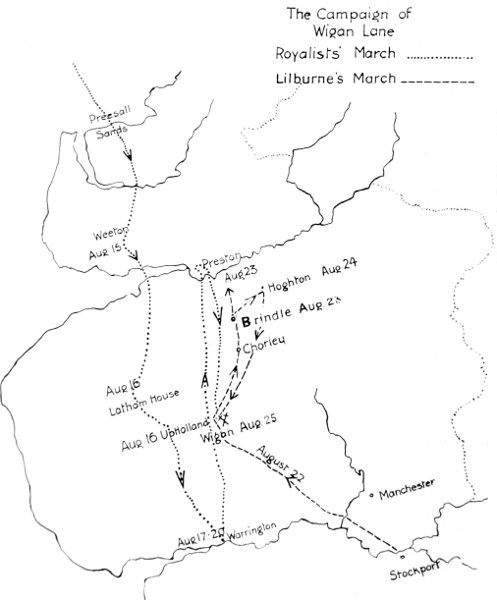 The Campaign of
Wigan Lane
Royalists' March
Lilburne's March
Preesall
Sands
Weeton
Aug 15
Preston
Aug 23
Hoghton Aug 24
Brindle Aug 23
Chorley
Aug 16
Lathom House
Aug 16 UpHolland
Wigan Aug 25
August 22
Manchester
Aug 17-20 Warrington
Stockport